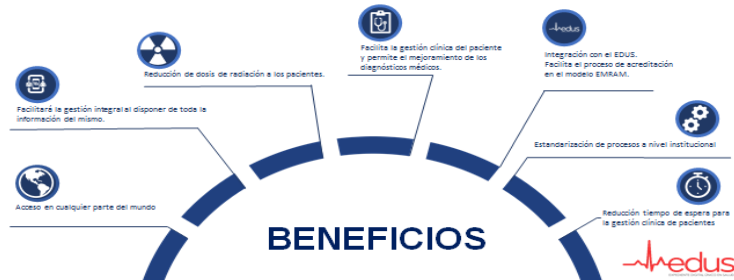 Facilita la gestión clínica del paciente
y permite el mejoramiento de los
diagnósticos médicos.
edus
Integración con el EDUS.
Facilita el proceso de acreditación
en el modelo EMRAM.
Reducción de dosis de radiación a los pacientes.
Facilitará la gestión integral al disponer de toda la
información del mismo.
Estandarización de procesos a nivel institucional
Acceso en cualquier parte del mundo
Reducción tiempo de espera para
la gestión clínica de pacientes
BENEFICIOS
edus